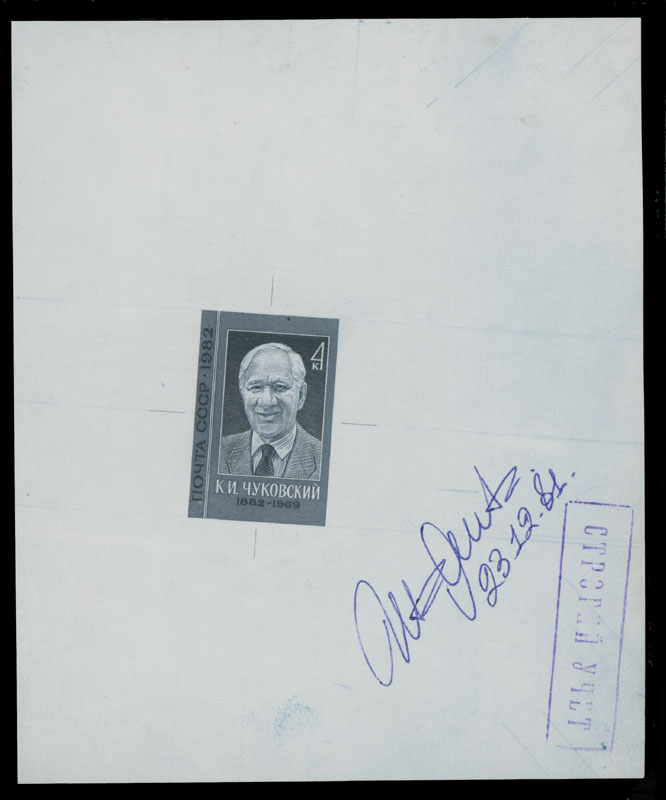 ПОЧТА СССР · 1982
4
К
К.И. ЧУКОВСКИЙ
1882-1969
23.12.81.
СТРОГИЙ УЧЕТ